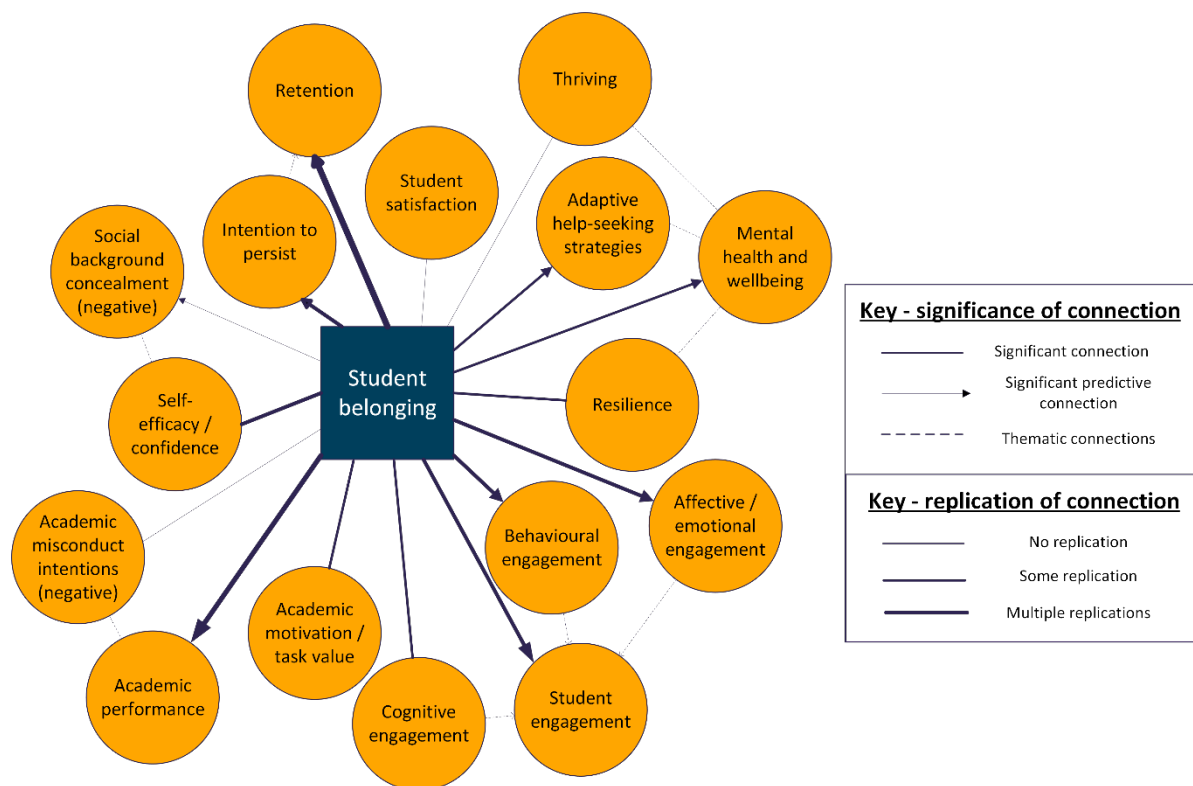 Retention
Thriving
Student
satisfaction
Adaptive
help-seeking
strategies
Intention to
persist
Social
background
concealment
(negative)
Mental
health and
wellbeing
Student
belonging
Self-
efficacy /
confidence
Resilience
Academic
misconduct
intentions
(negative)
Behavioural
engagement
Affective /
emotional
engagement
Academic
motivation /
task value
Academic
performance
Cognitive
engagement
Student
engagement
Key - significance of connection
Significant connection
Significant predictive
connection
Thematic connections
Key - replication of connection
No replication
Some replication
Multiple replications